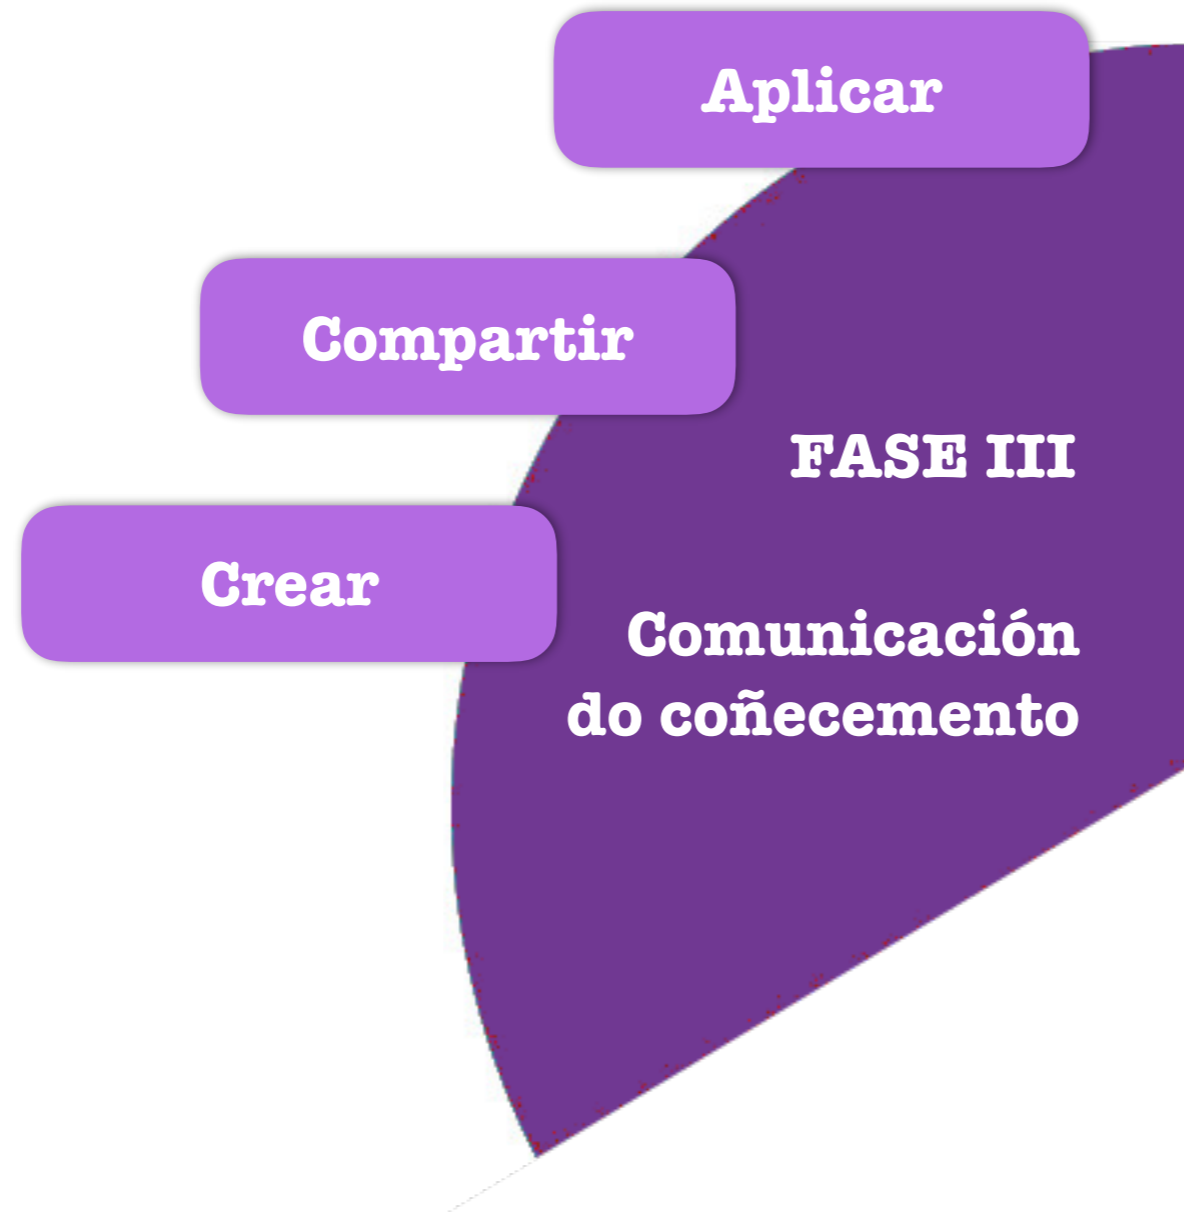 Aplicar
Compartir
FASE III
Crear
Comunicación
do coñecemento